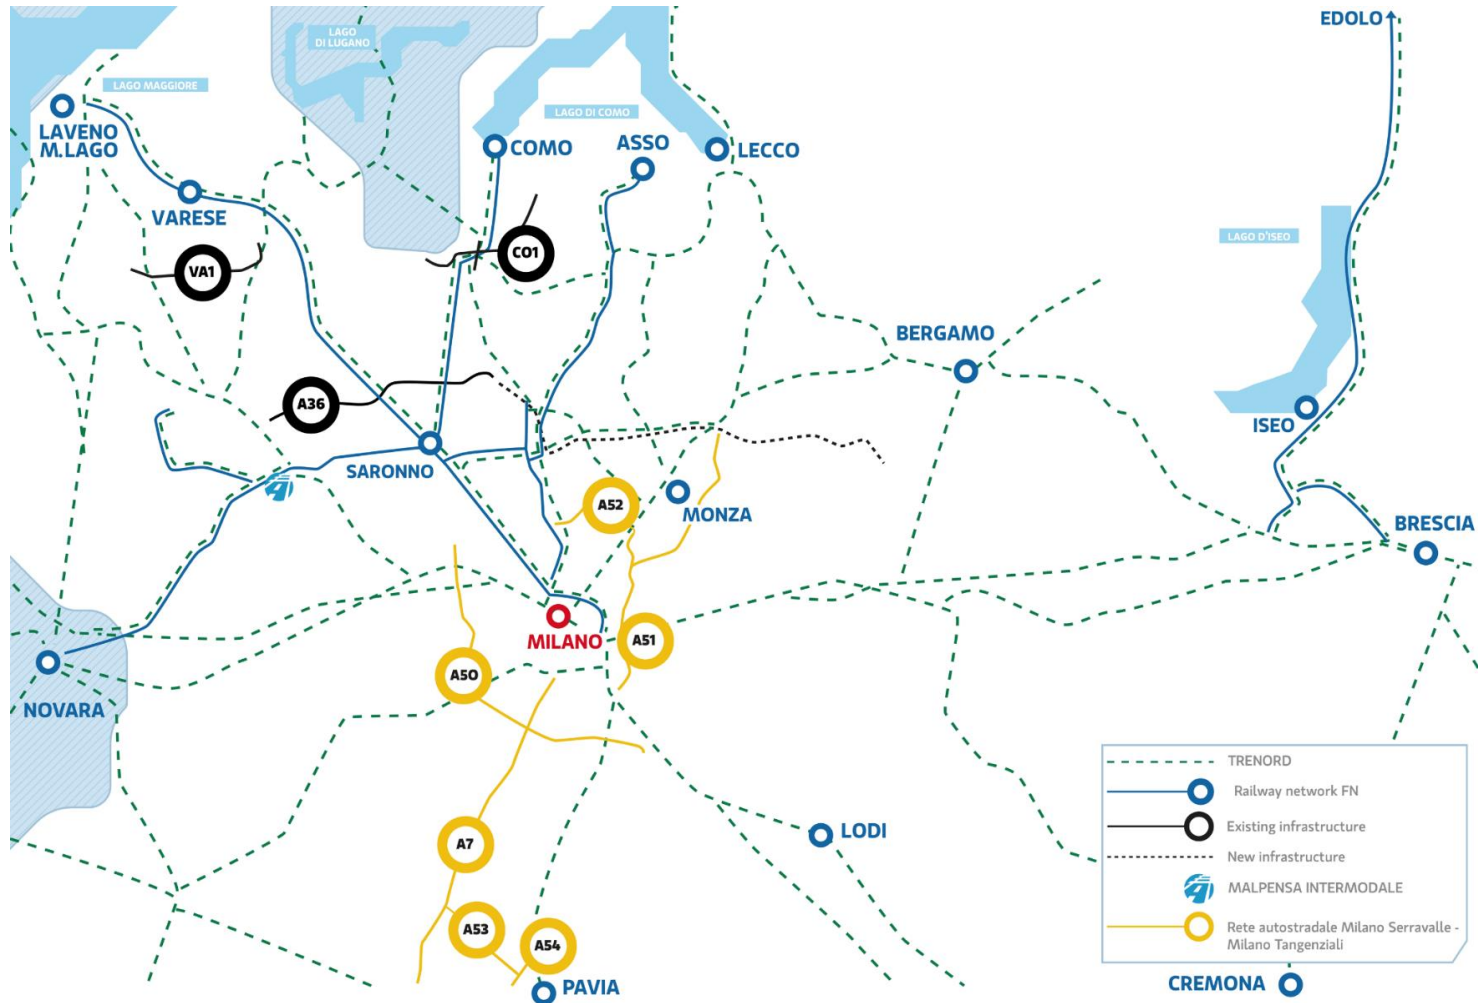 EDOLO
LAGO
DI LUGANO
LAGO MAGGIORE
LAGO DI COMO
LAVENO
M.LAGO
COMO
ASSO
LECCO
VARESE
LAGO D'ISEO
VA1
CO1
BERGAMO
A36
ISEO
SARONNO
A52
MONZA
BRESCIA
MILANO
A51
A50
NOVARA
TRENORD
Railway network FN
Existing infrastructure
New infrastructure
MALPENSA INTERMODALE
Rete autostradale Milano Serravalle -
Milano Tangenziali
A7
LODI
A53
A54
PAVIA
CREMONA